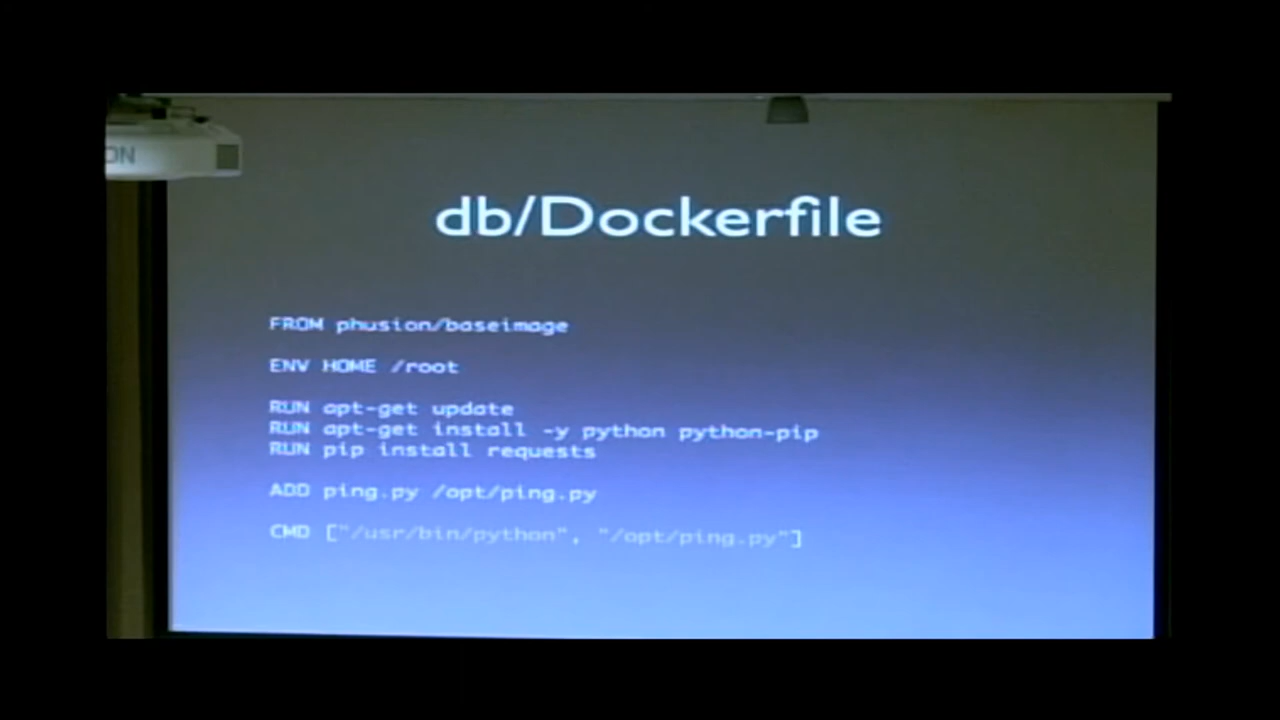 ON
db/Dockerfile
FROM phusion/baseimage
ENV HOME /root
RUN apt-get update
RUN apt-get install -y python python-pip
RUN pip install requests
ADD ping.py /opt/ping.py
CMD ["/usr/bin/python", "/opt/ping.py"]